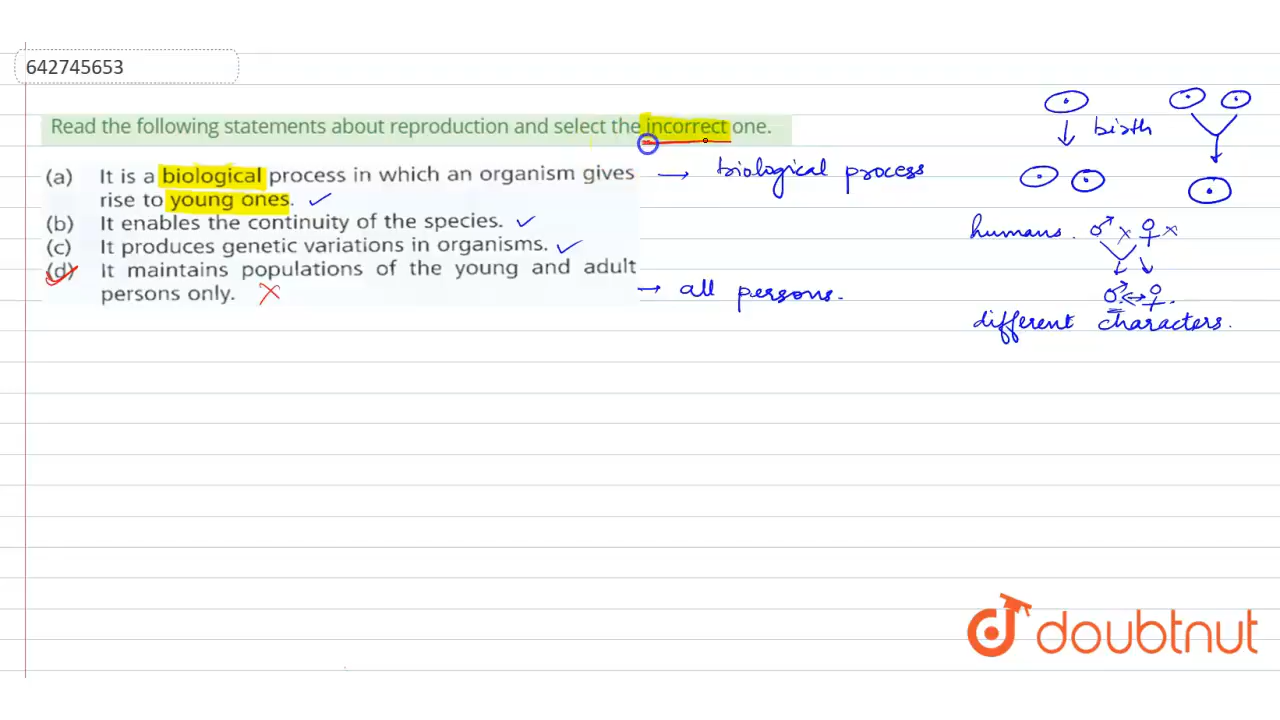 642745653
Read the following statements about reproduction and select the incorrect one.
(a) It is a biological process in which an organism gives
rise to young ones.
(b) It enables the continuity of the species.
(c) It produces genetic variations in organisms.
(d) It maintains populations of the young and adult
persons only.
→ biological process
→ all persons.
birth
humans. ♂ x ♀ x
♂ ↔ ♀.
different characters.
doubtnut